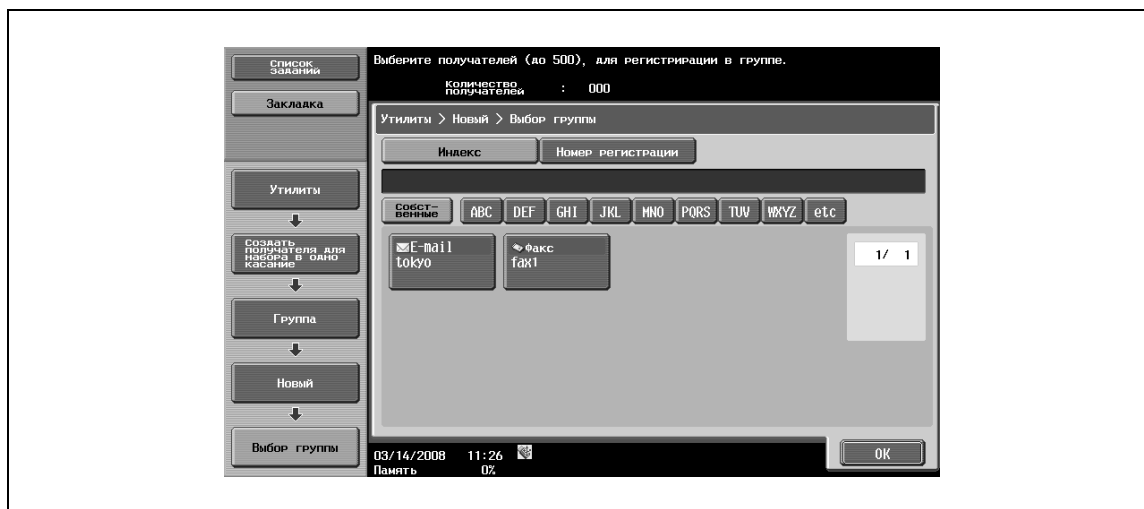 Список
заданий
Закладка
Утилиты
Создать
получателя для
набора в одно
касание
Группа
Новый
Выбор группы
Выберите получателей (до 500), для регистрирации в группе.
Количество
получателей : 000
Утилиты > Новый > Выбор группы
Индекс Номер регистрации
Собст-
венные ABC DEF GHI JKL MNO PQRS TUV WXYZ etc
E-mail
tokyo
Факс
fax1
1/ 1
03/14/2008 11:26
Память 0%
OK